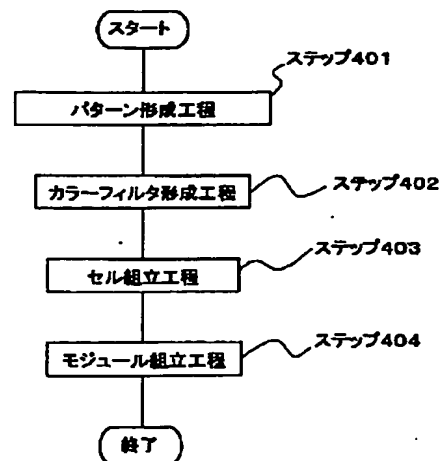 スタート
ステップ401
パターン形成工程
ステップ402
カラーフィルタ形成工程
ステップ403
セル組立工程
ステップ404
モジュール組立工程
終了